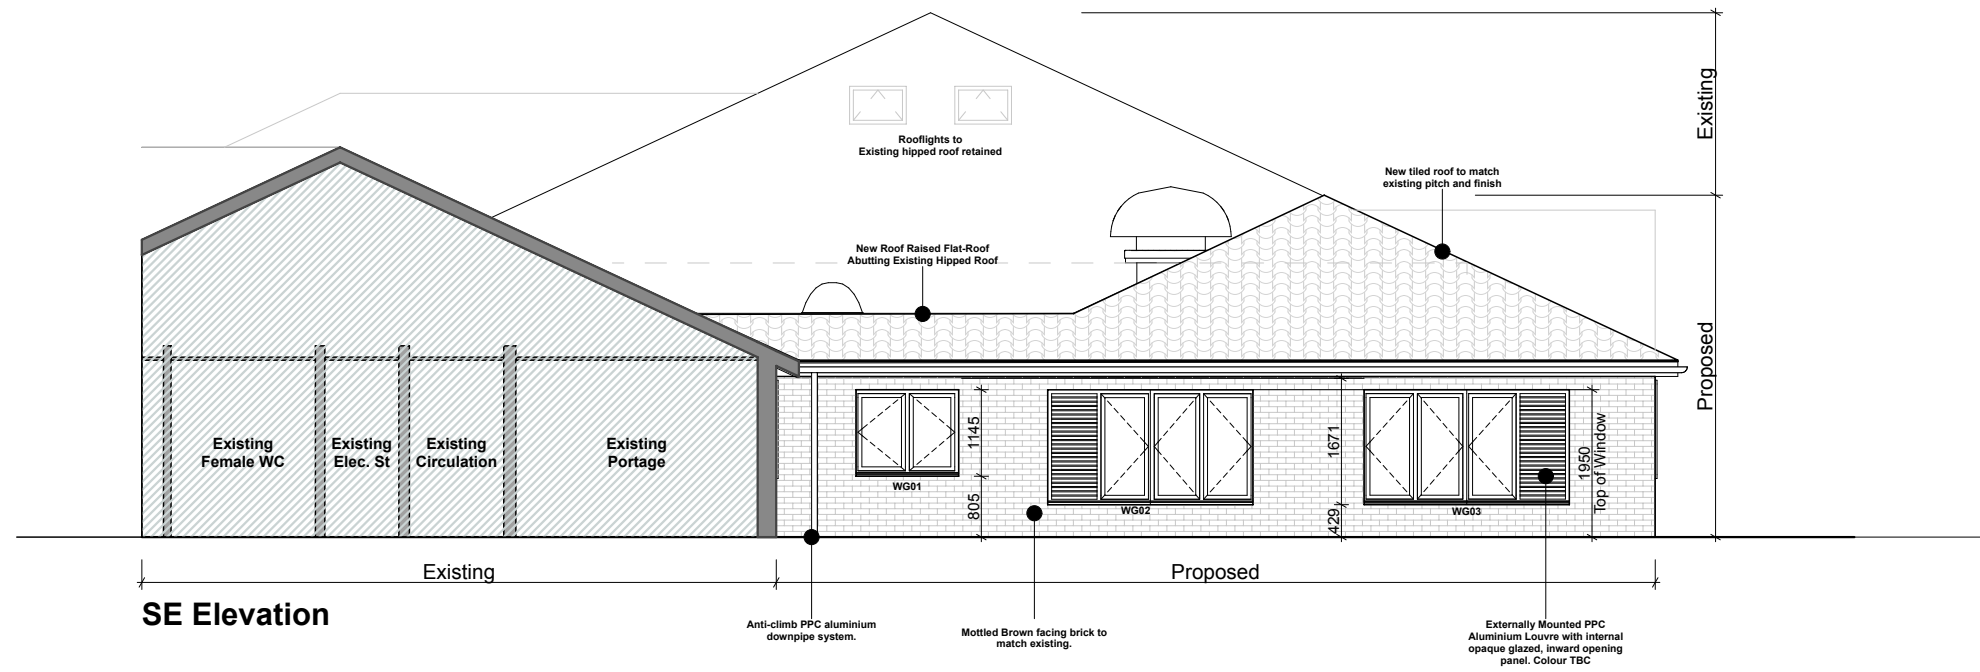 Existing
Rooflights to
Existing hipped roof retained
New tiled roof to match
existing pitch and finish
New Roof Raised Flat-Roof
Abutting Existing Hipped Roof
Proposed
Existing
Female WC
Existing
Elec. St
Existing
Circulation
Existing
Portage
1145
805
WG01
WG02
1671
429
WG03
1950
Top of Window
Existing
Proposed
SE Elevation
Anti-climb PPC aluminium
downpipe system.
Mottled Brown facing brick to
match existing.
Externally Mounted PPC
Aluminium Louvre with internal
opaque glazed, inward opening
panel. Colour TBC